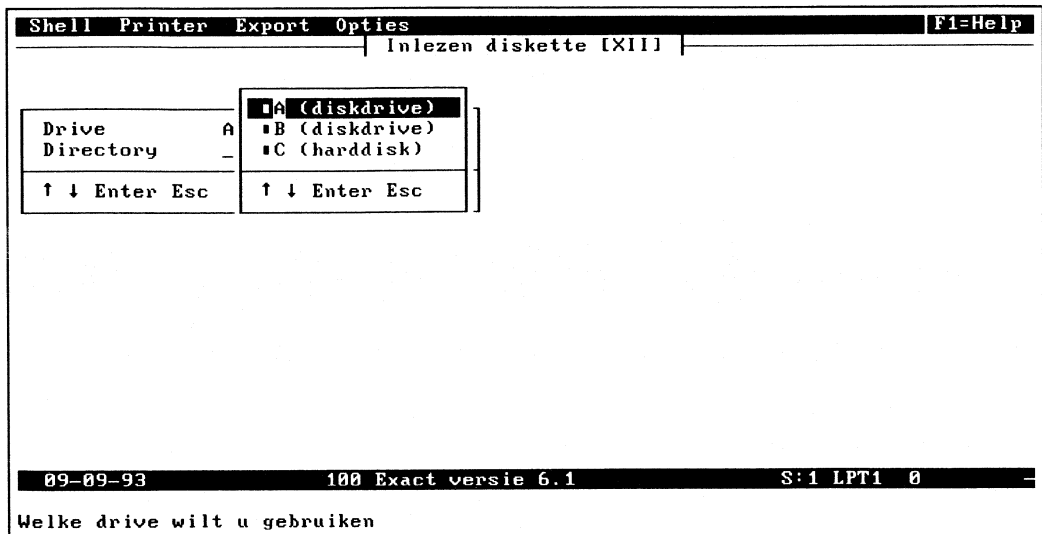 Shell Printer Export Opties F1=Help
Inlezen diskette [XII]
A (diskdrive)
Drive A B (diskdrive)
Directory _ C (harddisk)
↑ ↓ Enter Esc ↑ ↓ Enter Esc
09-09-93 100 Exact versie 6.1 S:1 LPT1 0
Welke drive wilt u gebruiken